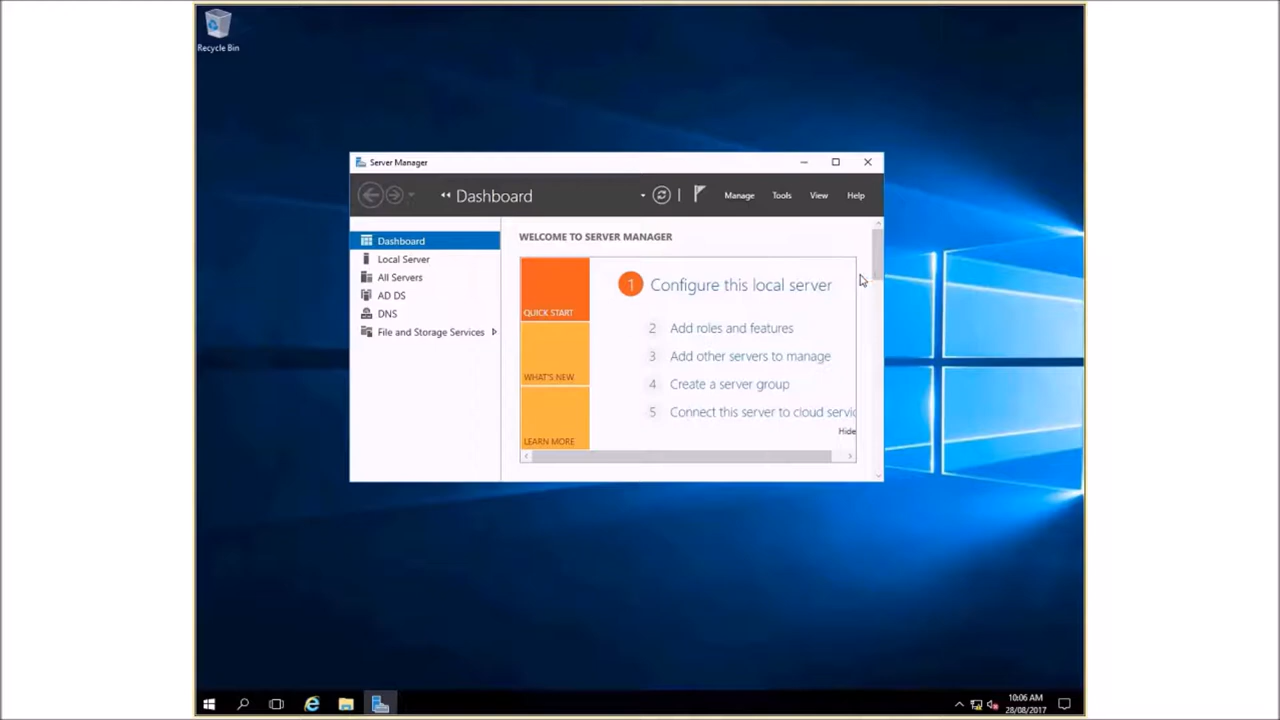 Recycle Bin
Server Manager
Dashboard
Manage
Tools
View
Help
Dashboard
Local Server
All Servers
AD DS
DNS
File and Storage Services
WELCOME TO SERVER MANAGER
QUICK START
WHAT'S NEW
LEARN MORE
1 Configure this local server
2 Add roles and features
3 Add other servers to manage
4 Create a server group
5 Connect this server to cloud servic
Hide
10:06 AM
28/08/2017